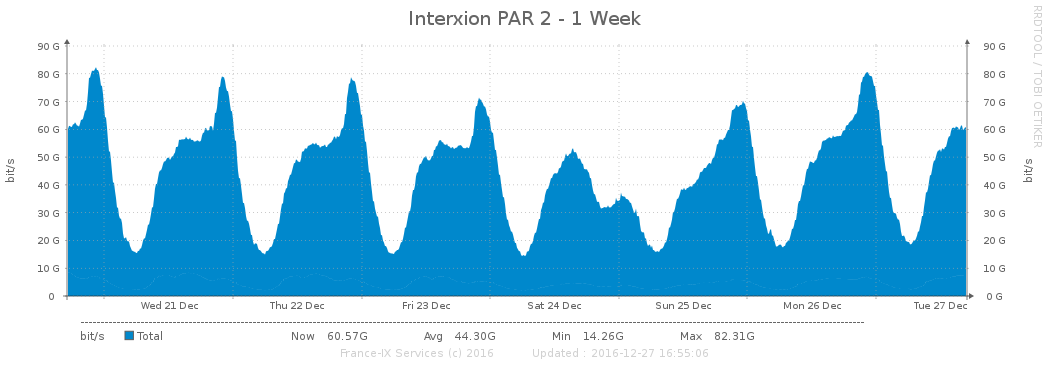 Interxion PAR 2 - 1 Week
RRDTOOL / TOBI OETIKER
90 G 90 G
80 G 80 G
70 G 70 G
60 G 60 G
50 G 50 G
40 G 40 G
30 G 30 G
20 G 20 G
10 G 10 G
0 0 G
bit/s
bit/s
Wed 21 Dec Thu 22 Dec Fri 23 Dec Sat 24 Dec Sun 25 Dec Mon 26 Dec Tue 27 Dec
bit/s Total Now 60.57G Avg 44.30G Min 14.26G Max 82.31G
France-IX Services (c) 2016 Updated : 2016-12-27 16:55:06